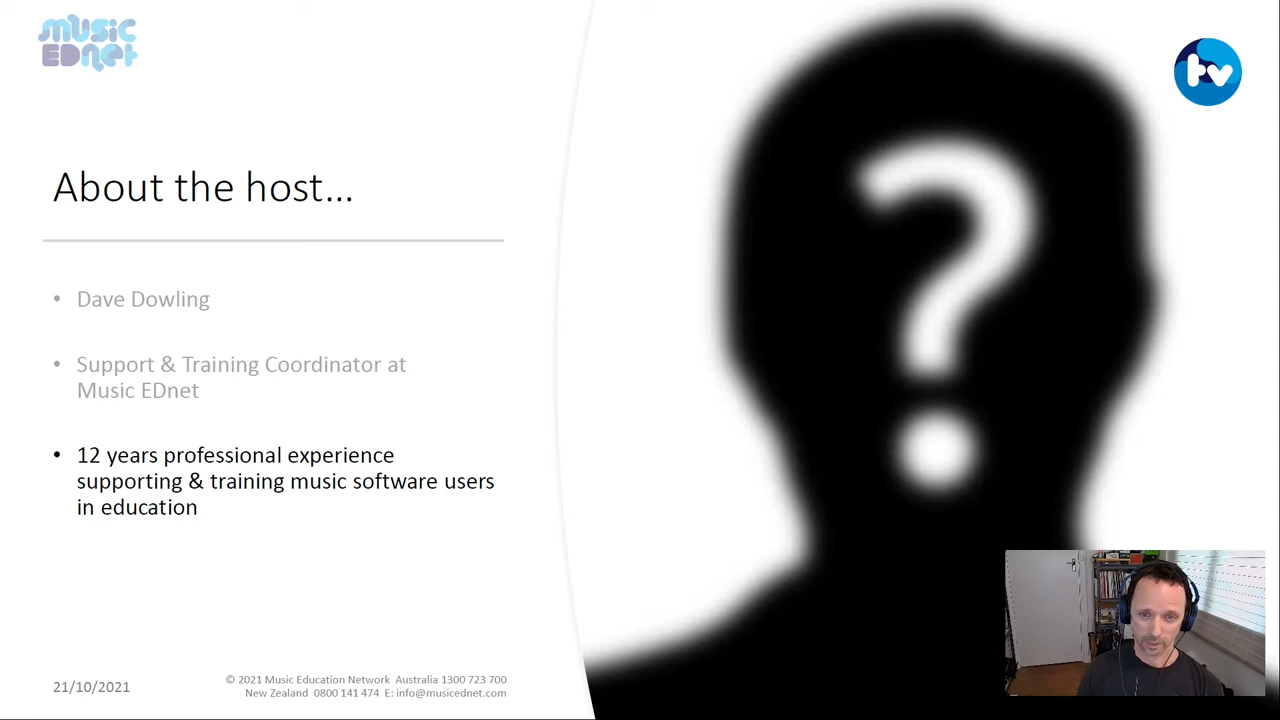 music
EDnet
tv
About the host...
• Dave Dowling
• Support & Training Coordinator at
Music EDnet
• 12 years professional experience
supporting & training music software users
in education
?
21/10/2021
© 2021 Music Education Network Australia 1300 723 700
New Zealand 0800 141 474 E: info@musicednet.com